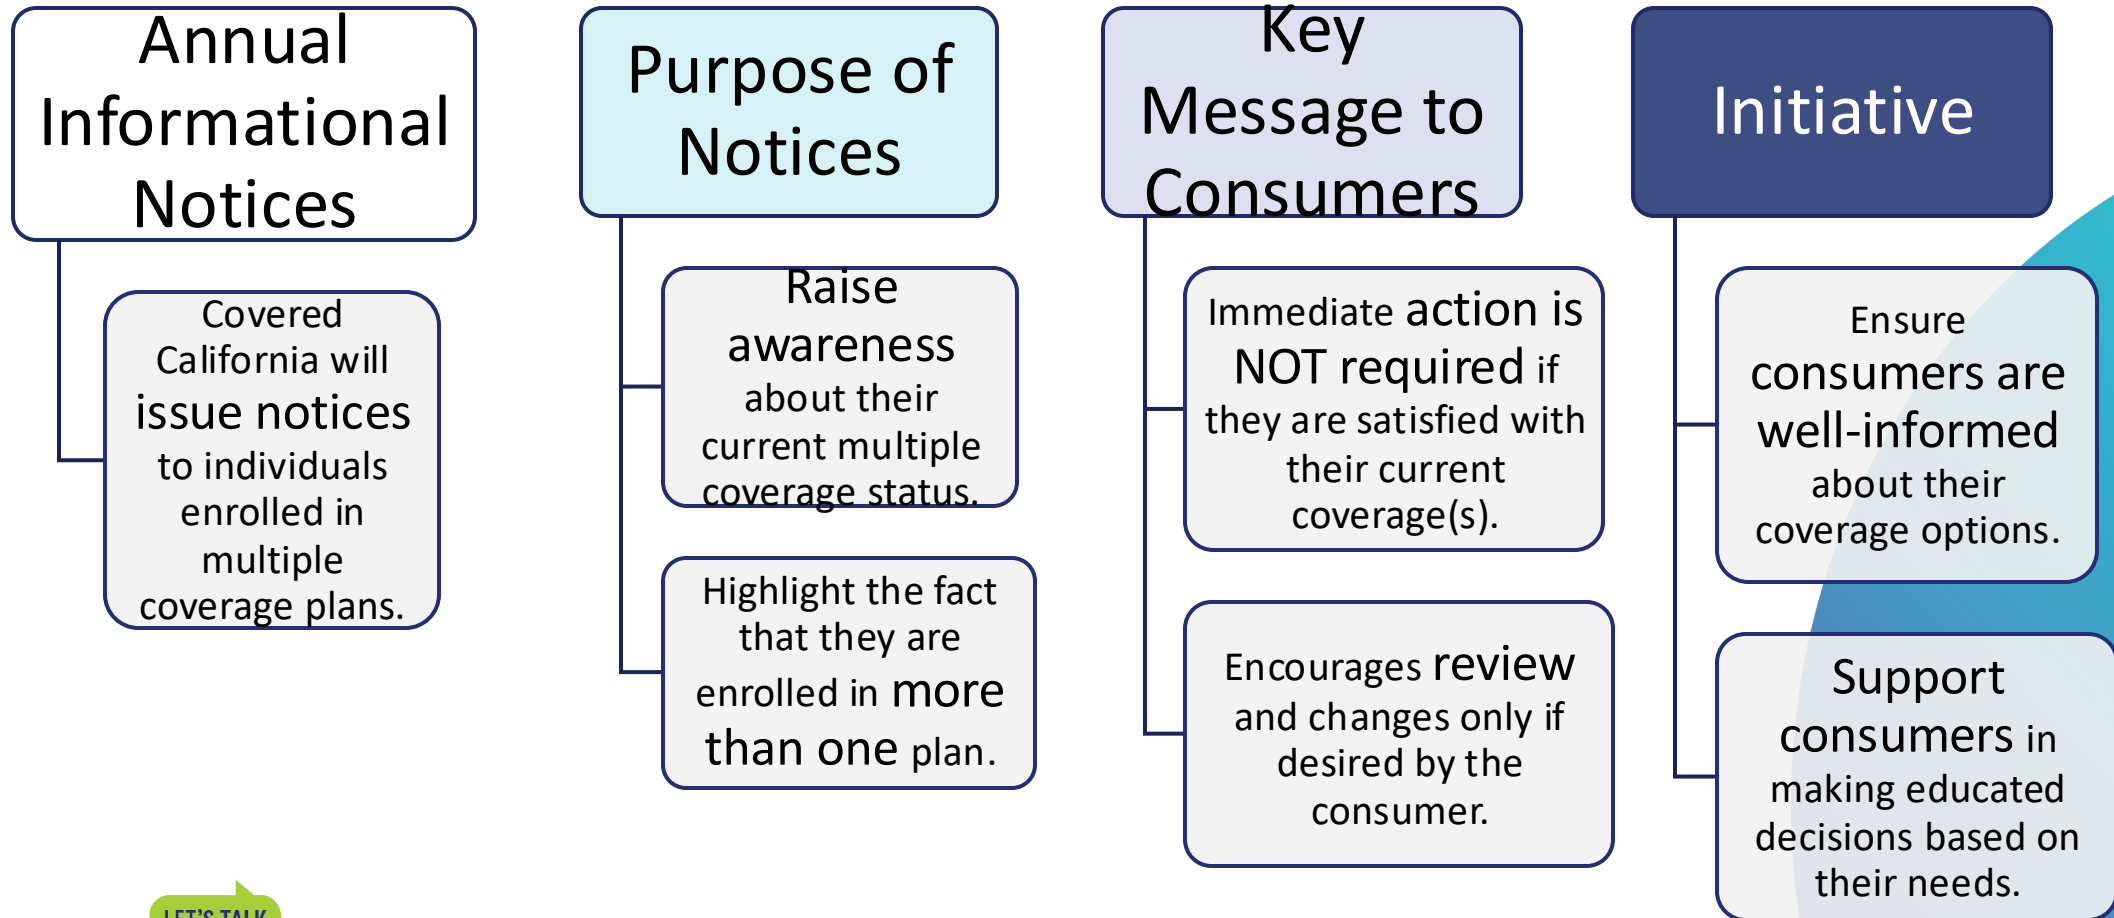 Annual
Informational
Notices
Covered
California will
issue notices
to individuals
enrolled in
multiple
coverage plans.
Purpose of
Notices
Raise
awareness
about their
current multiple
coverage status.
Highlight the fact
that they are
enrolled in more
than one plan.
Key
Message to
Consumers
Immediate action is
NOT required if
they are satisfied with
their current
coverage(s).
Encourages review
and changes only if
desired by the
consumer.
Initiative
Ensure
consumers are
well-informed
about their
coverage options.
Support
consumers in
making educated
decisions based on
their needs.
LET'S TALK